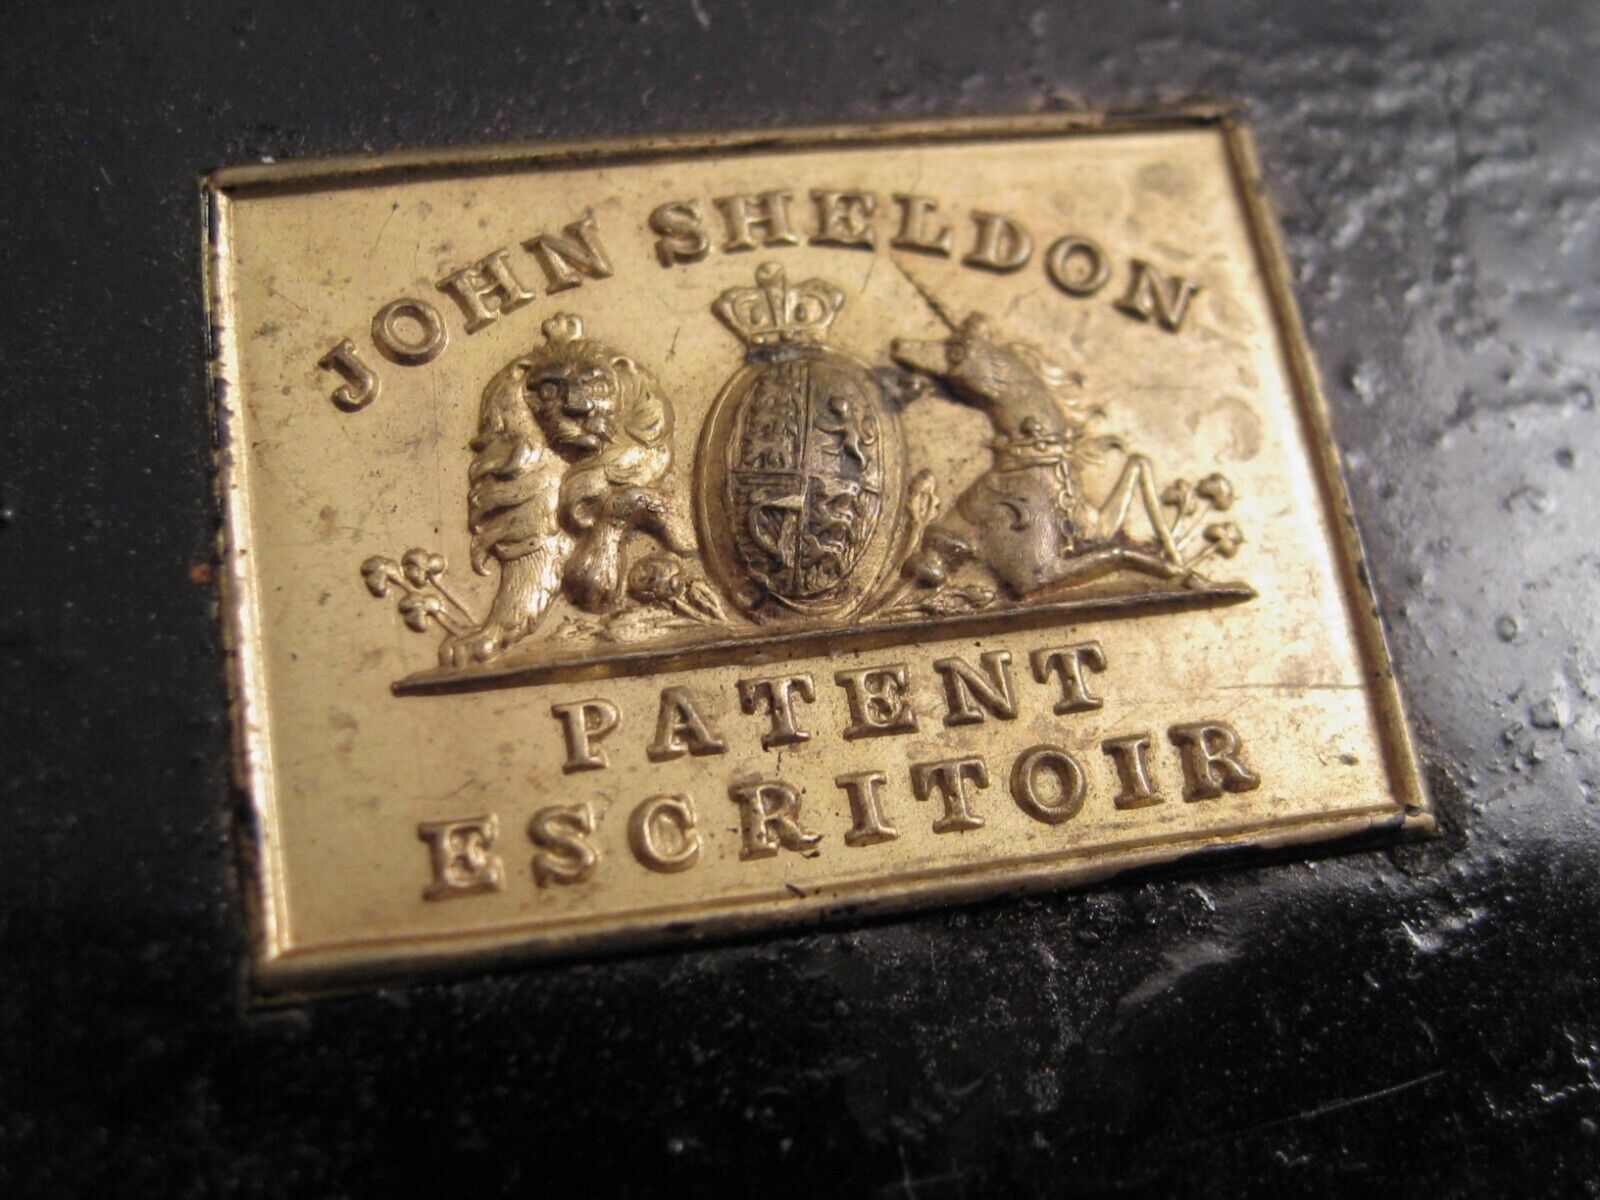 JOHN SHELDON
PATENT
ESCRITOIR